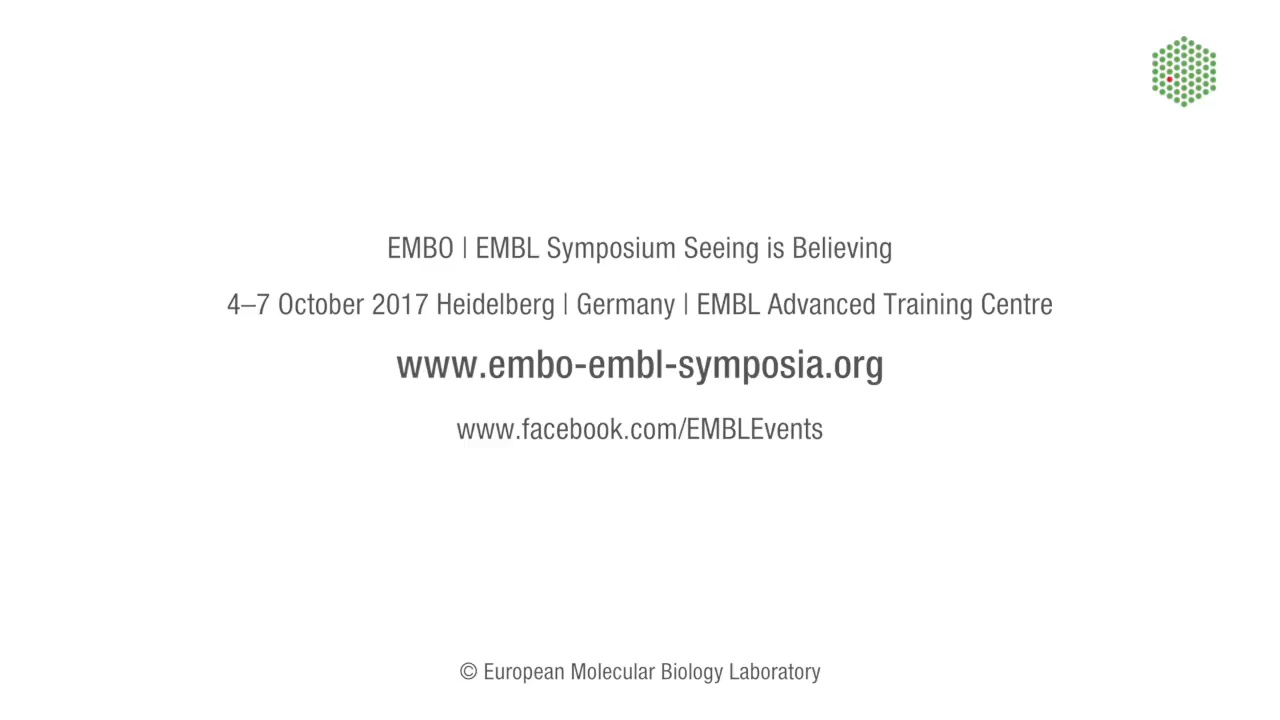 EMBO | EMBL Symposium Seeing is Believing
4–7 October 2017 Heidelberg | Germany | EMBL Advanced Training Centre
www.embo-embl-symposia.org
www.facebook.com/EMBLEvents
© European Molecular Biology Laboratory